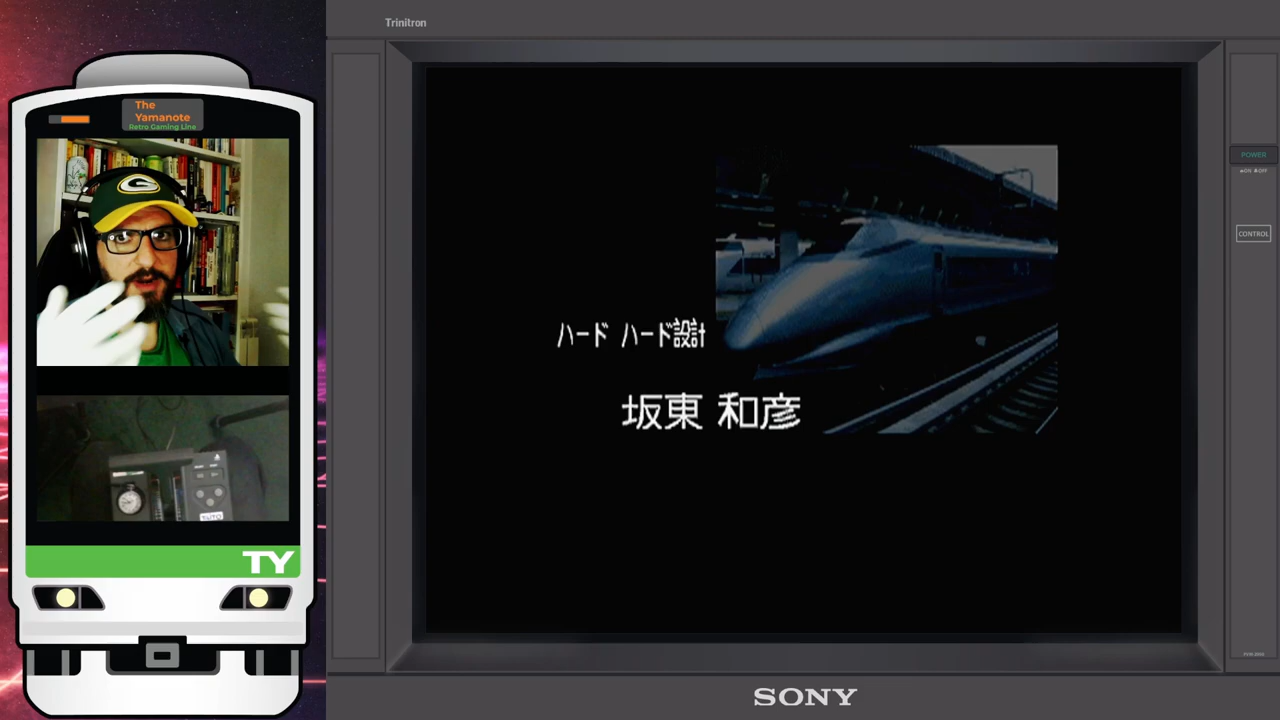 Trinitron
The
Yamanote
Retro Gaming Line
POWER
CONTROL
ハード ハード設計
坂東 和彦
TAITO
TY
SONY